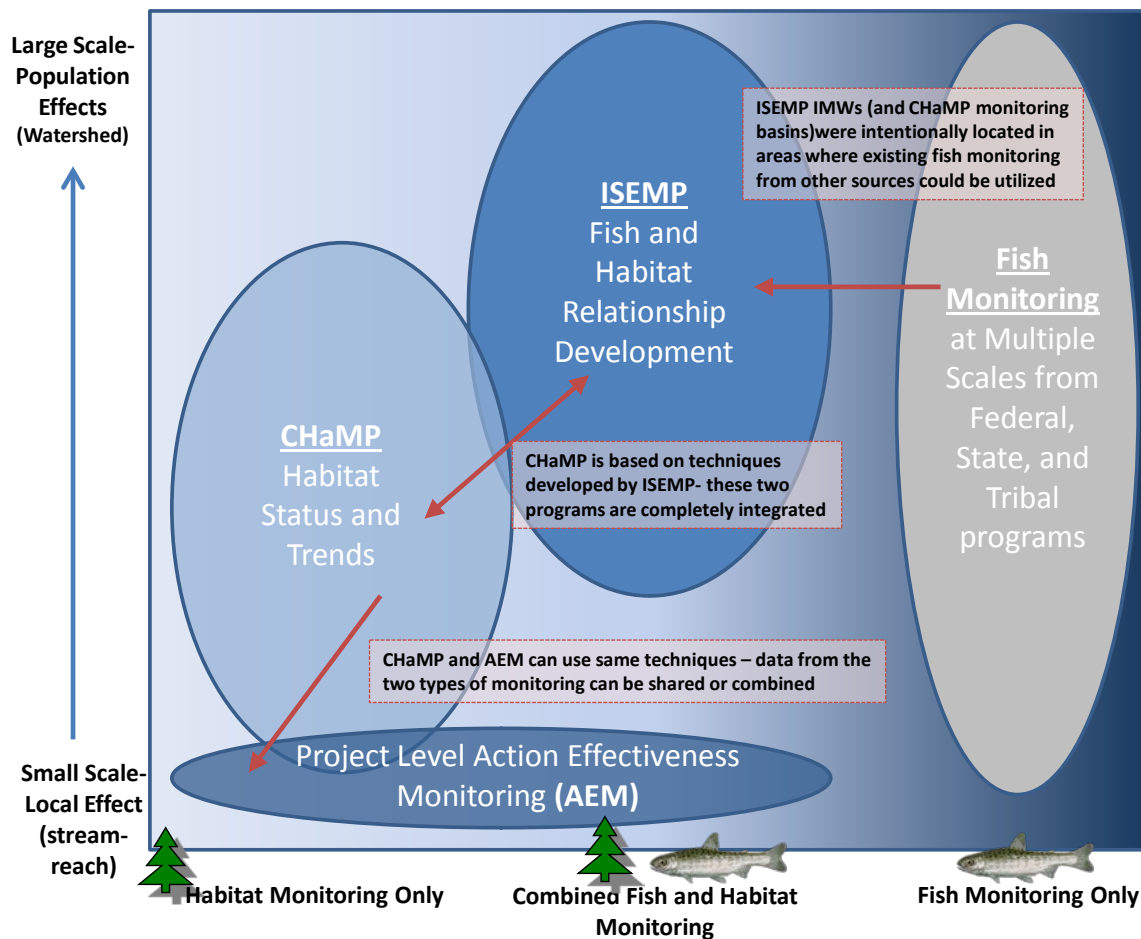 Large Scale-
Population
Effects
(Watershed)
ISEMP IMWs (and CHaMP monitoring
basins)were intentionally located in
areas where existing fish monitoring
from other sources could be utilized
ISEMP
Fish and
Habitat
Relationship
Development
Fish
Monitoring
at Multiple
Scales from
Federal,
State, and
Tribal
programs
CHaMP
Habitat
Status and
Trends
CHaMP is based on techniques
developed by ISEMP- these two
programs are completely integrated
CHaMP and AEM can use same techniques – data from the
two types of monitoring can be shared or combined
Project Level Action Effectiveness
Monitoring (AEM)
Small Scale-
Local Effect
(stream-
reach)
Habitat Monitoring Only
Combined Fish and Habitat
Monitoring
Fish Monitoring Only